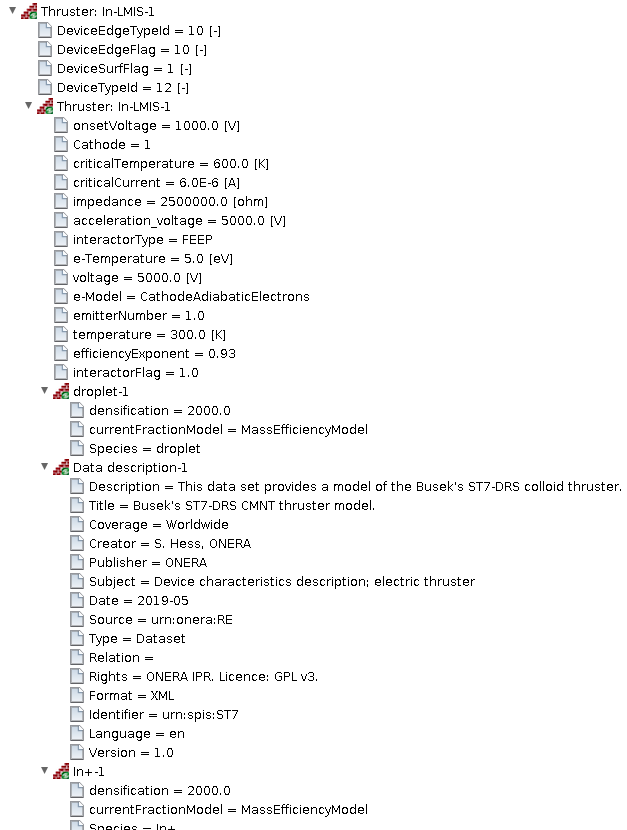 Thruster: In-LMIS-1
DeviceEdgeTypeId = 10 [-]
DeviceEdgeFlag = 10 [-]
DeviceSurfFlag = 1 [-]
DeviceTypeId = 12 [-]
Thruster: In-LMIS-1
onsetVoltage = 1000.0 [V]
Cathode = 1
criticalTemperature = 600.0 [K]
criticalCurrent = 6.0E-6 [A]
impedance = 2500000.0 [ohm]
acceleration_voltage = 5000.0 [V]
interactorType = FEEP
e-Temperature = 5.0 [eV]
voltage = 5000.0 [V]
e-Model = CathodeAdiabaticElectrons
emitterNumber = 1.0
temperature = 300.0 [K]
efficiencyExponent = 0.93
interactorFlag = 1.0
droplet-1
densification = 2000.0
currentFractionModel = MassEfficiencyModel
Species = droplet
Data description-1
Description = This data set provides a model of the Busek's ST7-DRS colloid thruster.
Title = Busek's ST7-DRS CMNT thruster model.
Coverage = Worldwide
Creator = S. Hess, ONERA
Publisher = ONERA
Subject = Device characteristics description; electric thruster
Date = 2019-05
Source = urn:onera:RE
Type = Dataset
Relation =
Rights = ONERA IPR. Licence: GPL v3.
Format = XML
Identifier = urn:spis:ST7
Language = en
Version = 1.0
In+-1
densification = 2000.0
currentFractionModel = MassEfficiencyModel
Species = In+